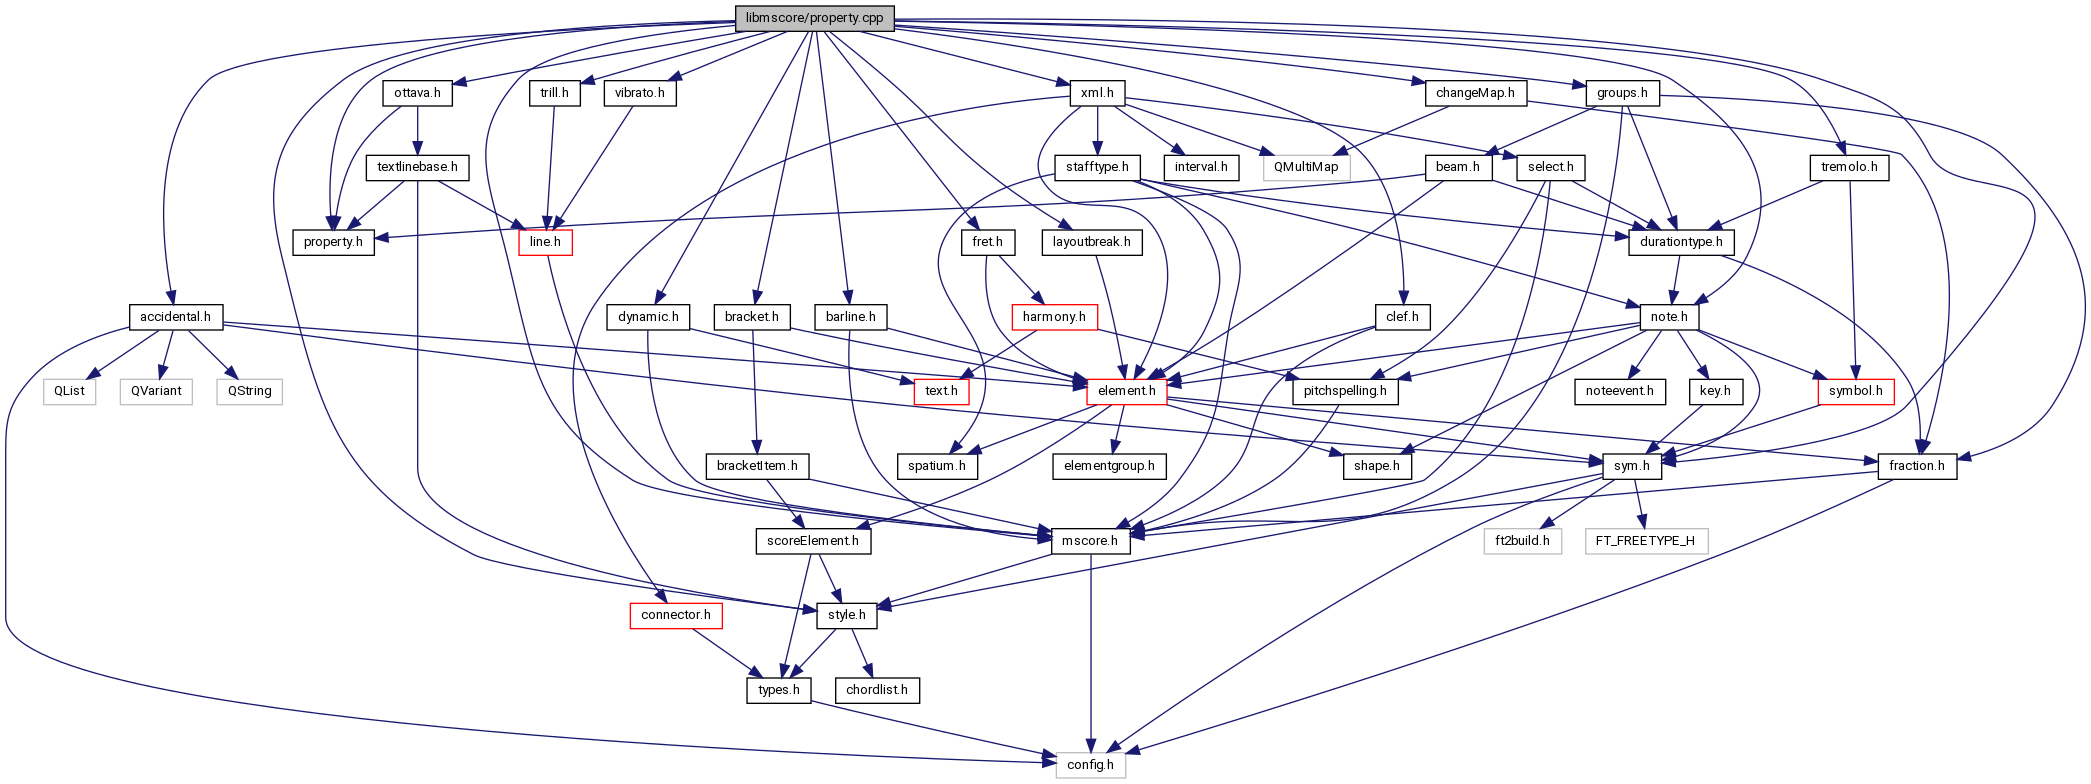 libmscore/property.cpp
ottava.h
trill.h
vibrato.h
xml.h
changeMap.h
groups.h
textlinebase.h
stafftype.h
interval.h
QMultiMap
beam.h
select.h
tremolo.h
property.h
line.h
fret.h
layoutbreak.h
durationtype.h
accidental.h
dynamic.h
bracket.h
barline.h
harmony.h
clef.h
note.h
QList
QVariant
QString
text.h
element.h
pitchspelling.h
noteevent.h
key.h
symbol.h
bracketItem.h
spatium.h
elementgroup.h
shape.h
sym.h
fraction.h
scoreElement.h
mscore.h
ft2build.h
FT_FREETYPE_H
connector.h
style.h
types.h
chordlist.h
config.h